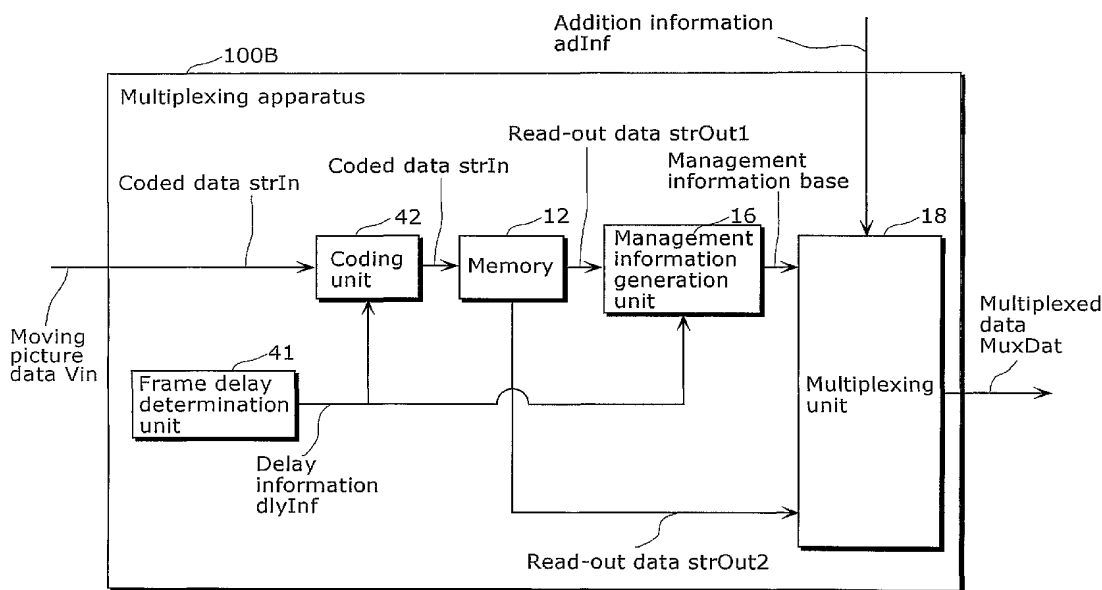 Addition information
adInf
100B
Multiplexing apparatus
Read-out data strOut1
Management
information base
Coded data strIn
Coded data strIn
42
12
16
18
Coding
unit
Memory
Management
information
generation
unit
Moving
picture
data Vin
41
Frame delay
determination
unit
Multiplexed
data
MuxDat
Multiplexing
unit
Delay
information
dlyInf
Read-out data strOut2